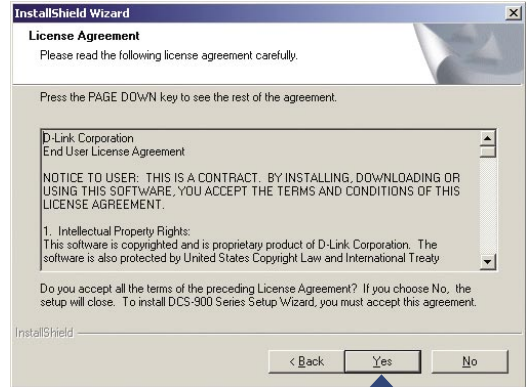 InstallShield Wizard
License Agreement
Please read the following license agreement carefully.
Press the PAGE DOWN key to see the rest of the agreement.
D-Link Corporation
End User License Agreement
NOTICE TO USER: THIS IS A CONTRACT. BY INSTALLING, DOWNLOADING OR
USING THIS SOFTWARE, YOU ACCEPT THE TERMS AND CONDITIONS OF THIS
LICENSE AGREEMENT.
1. Intellectual Property Rights:
This software is copyrighted and is proprietary product of D-Link Corporation. The
software is also protected by United States Copyright Law and International Treaty
Do you accept all the terms of the preceding License Agreement? If you choose No, the
setup will close. To install DCS-900 Series Setup Wizard, you must accept this agreement.
InstallShield
< Back Yes No